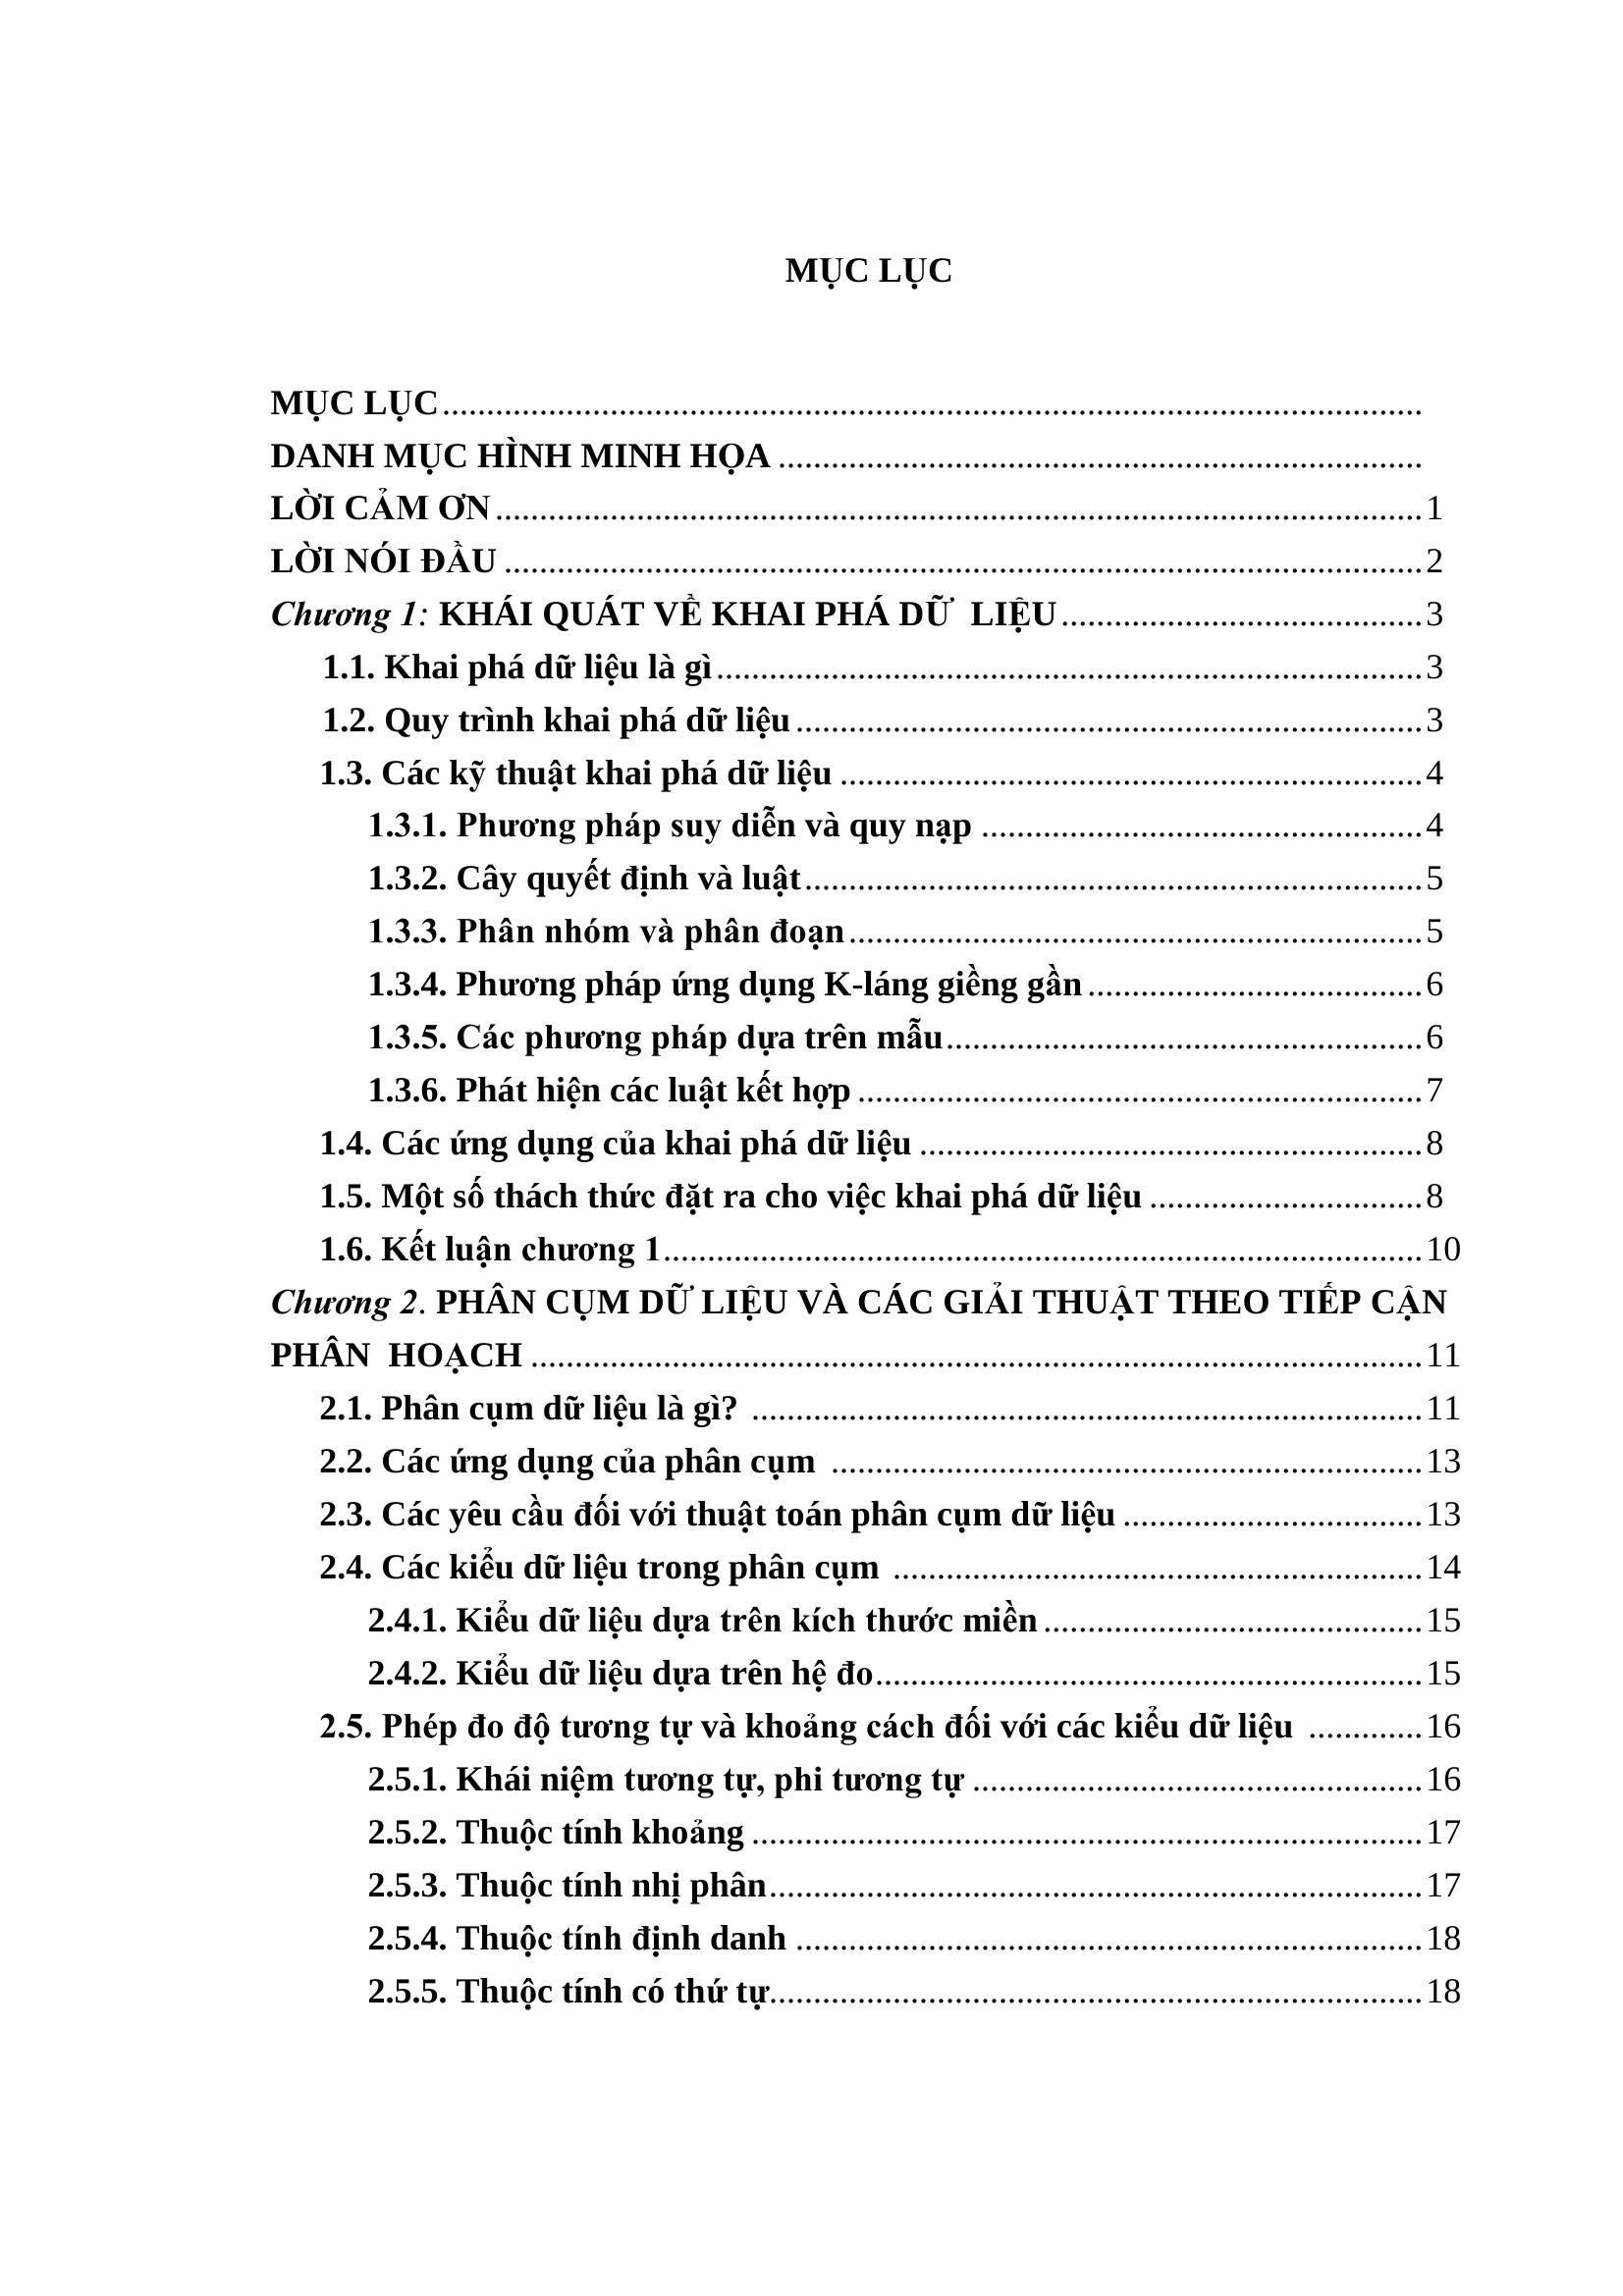 MỤC LỤC
MỤC LỤC
DANH MỤC HÌNH MINH HỌA
LỜI CẢM ƠN 1
LỜI NÓI ĐẦU 2
Chương 1: KHÁI QUÁT VỀ KHAI PHÁ DỮ LIỆU 3
1.1. Khai phá dữ liệu là gì 3
1.2. Quy trình khai phá dữ liệu 3
1.3. Các kỹ thuật khai phá dữ liệu 4
1.3.1. Phương pháp suy diễn và quy nạp 4
1.3.2. Cây quyết định và luật 5
1.3.3. Phân nhóm và phân đoạn 5
1.3.4. Phương pháp ứng dụng K-láng giềng gần 6
1.3.5. Các phương pháp dựa trên mẫu 6
1.3.6. Phát hiện các luật kết hợp 7
1.4. Các ứng dụng của khai phá dữ liệu 8
1.5. Một số thách thức đặt ra cho việc khai phá dữ liệu 8
1.6. Kết luận chương 1 10
Chương 2. PHÂN CỤM DỮ LIỆU VÀ CÁC GIẢI THUẬT THEO TIẾP CẬN
PHÂN HOẠCH 11
2.1. Phân cụm dữ liệu là gì? 11
2.2. Các ứng dụng của phân cụm 13
2.3. Các yêu cầu đối với thuật toán phân cụm dữ liệu 13
2.4. Các kiểu dữ liệu trong phân cụm 14
2.4.1. Kiểu dữ liệu dựa trên kích thước miền 15
2.4.2. Kiểu dữ liệu dựa trên hệ đo 15
2.5. Phép đo độ tương tự và khoảng cách đối với các kiểu dữ liệu 16
2.5.1. Khái niệm tương tự, phi tương tự 16
2.5.2. Thuộc tính khoảng 17
2.5.3. Thuộc tính nhị phân 17
2.5.4. Thuộc tính định danh 18
2.5.5. Thuộc tính có thứ tự 18